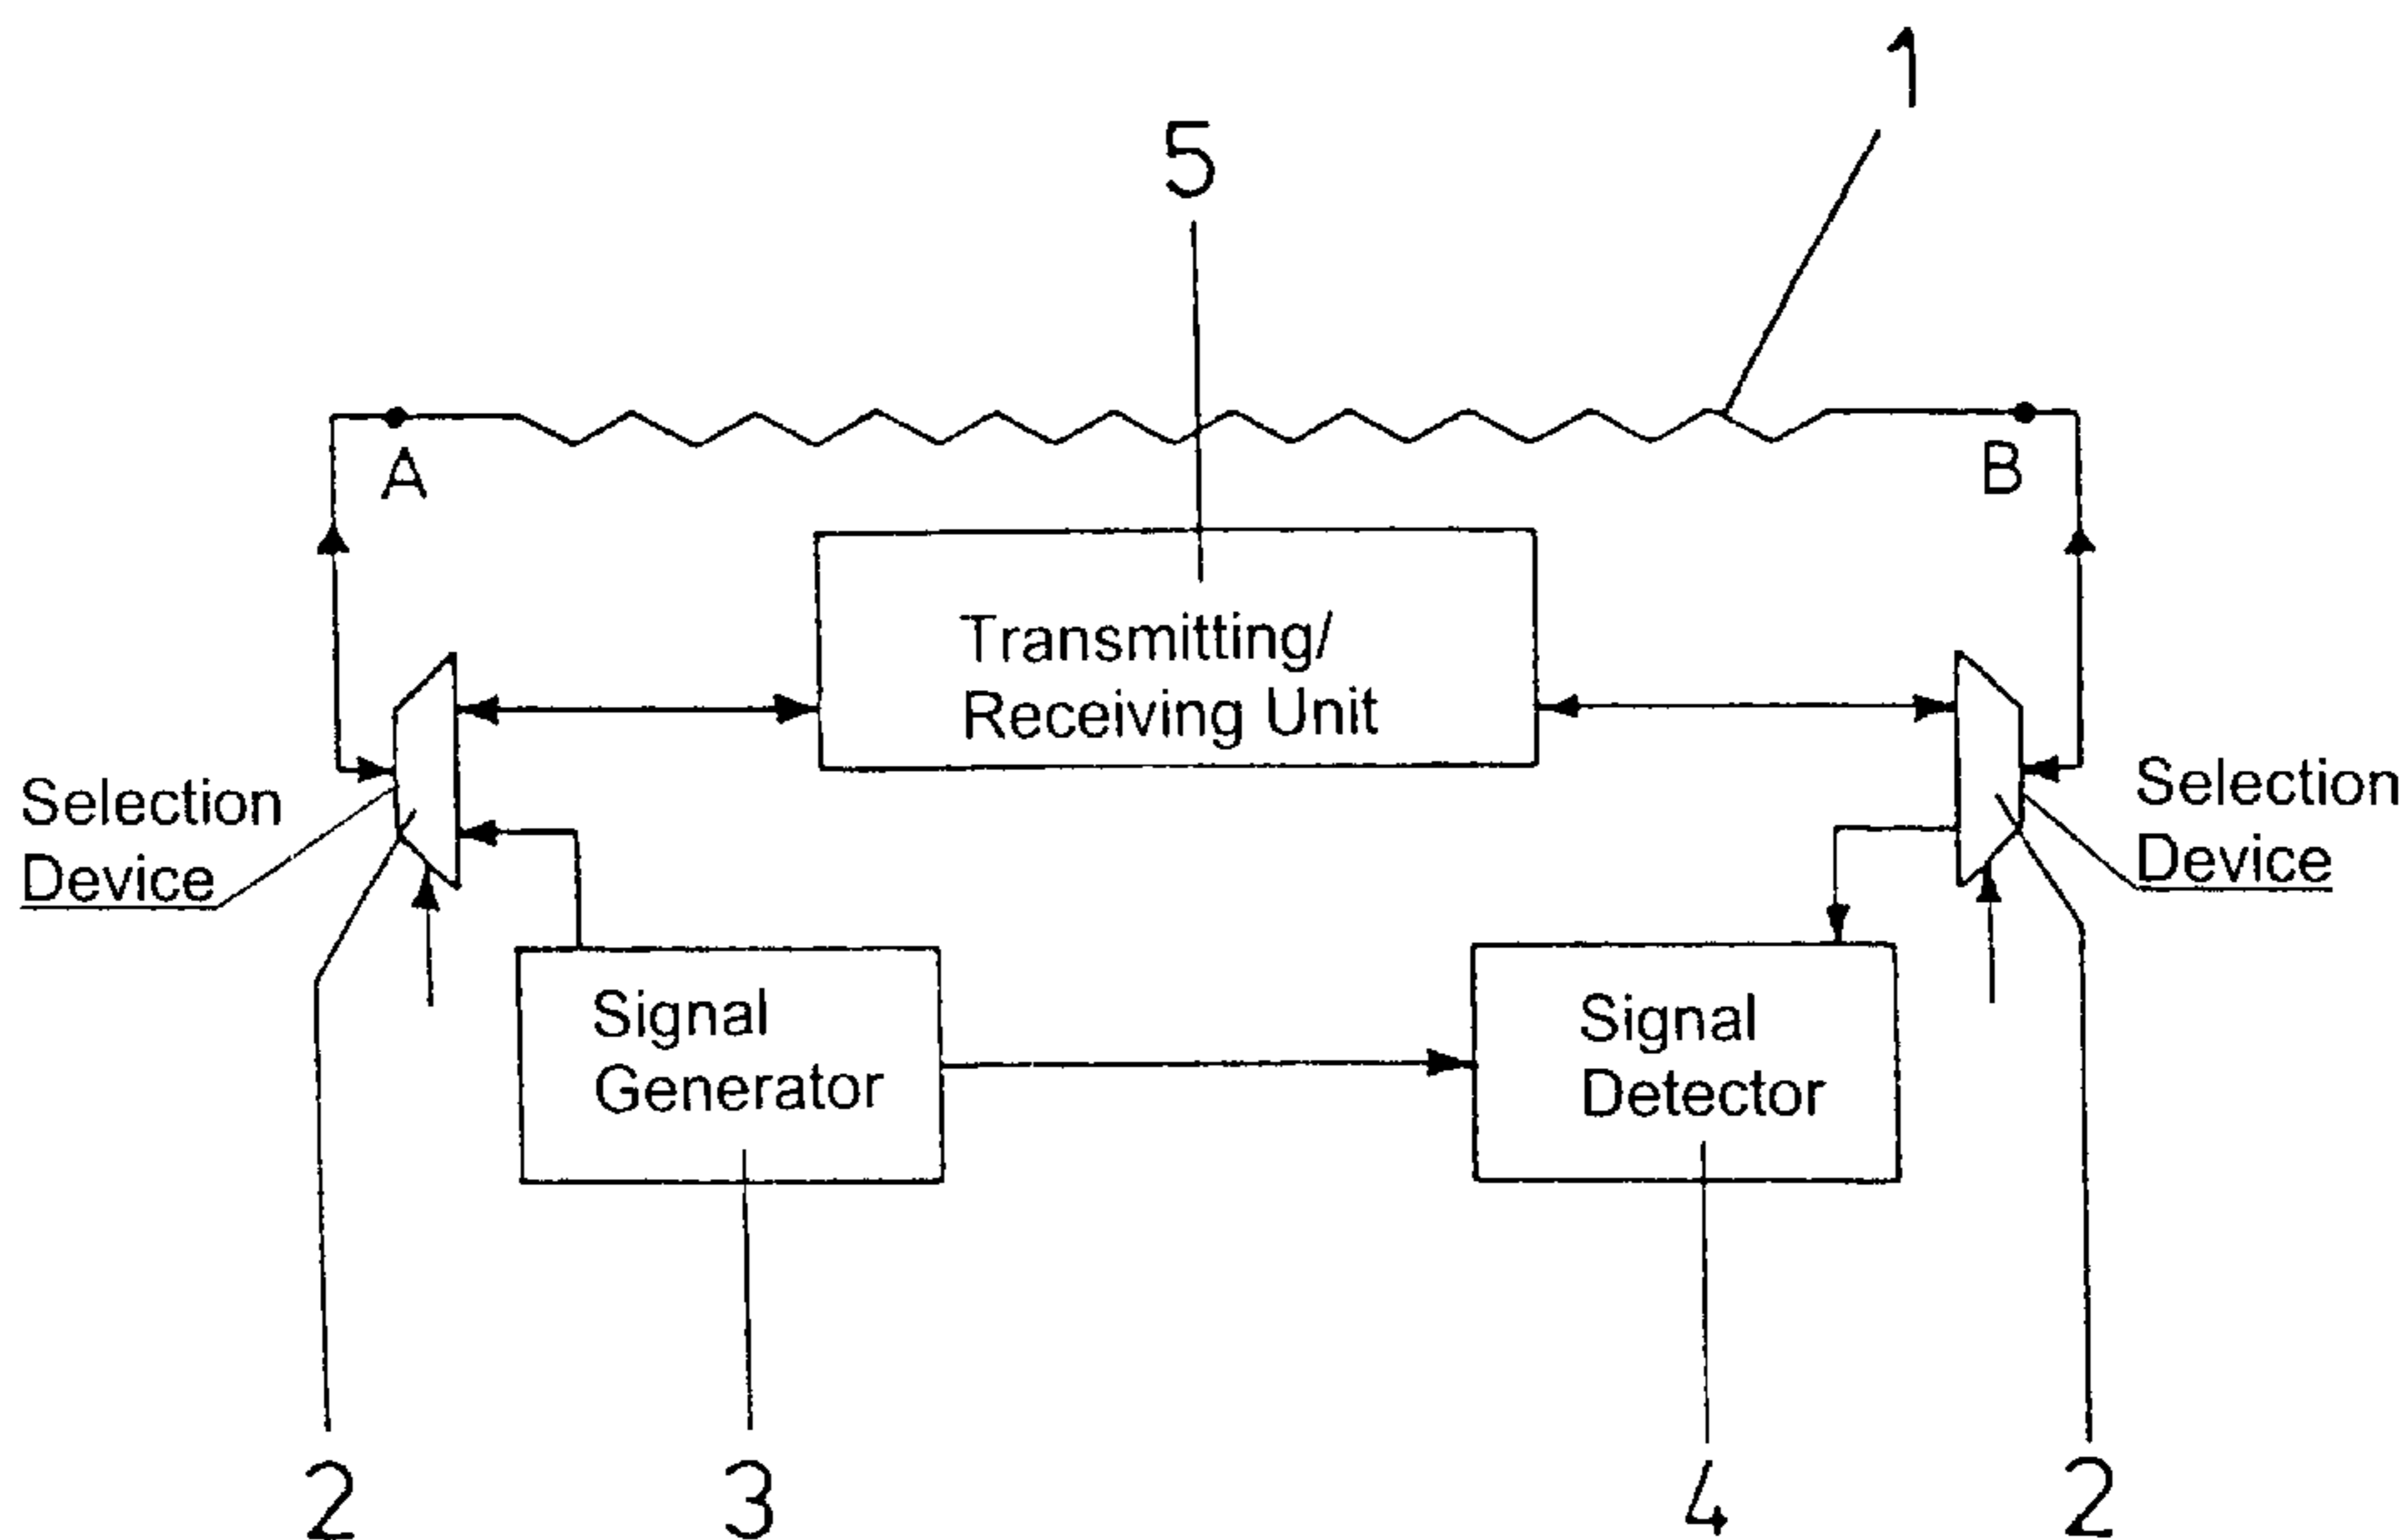 1
5
A
B
Transmitting/
Receiving Unit
Selection
Device
Selection
Device
Signal
Generator
Signal
Detector
2
3
4
2